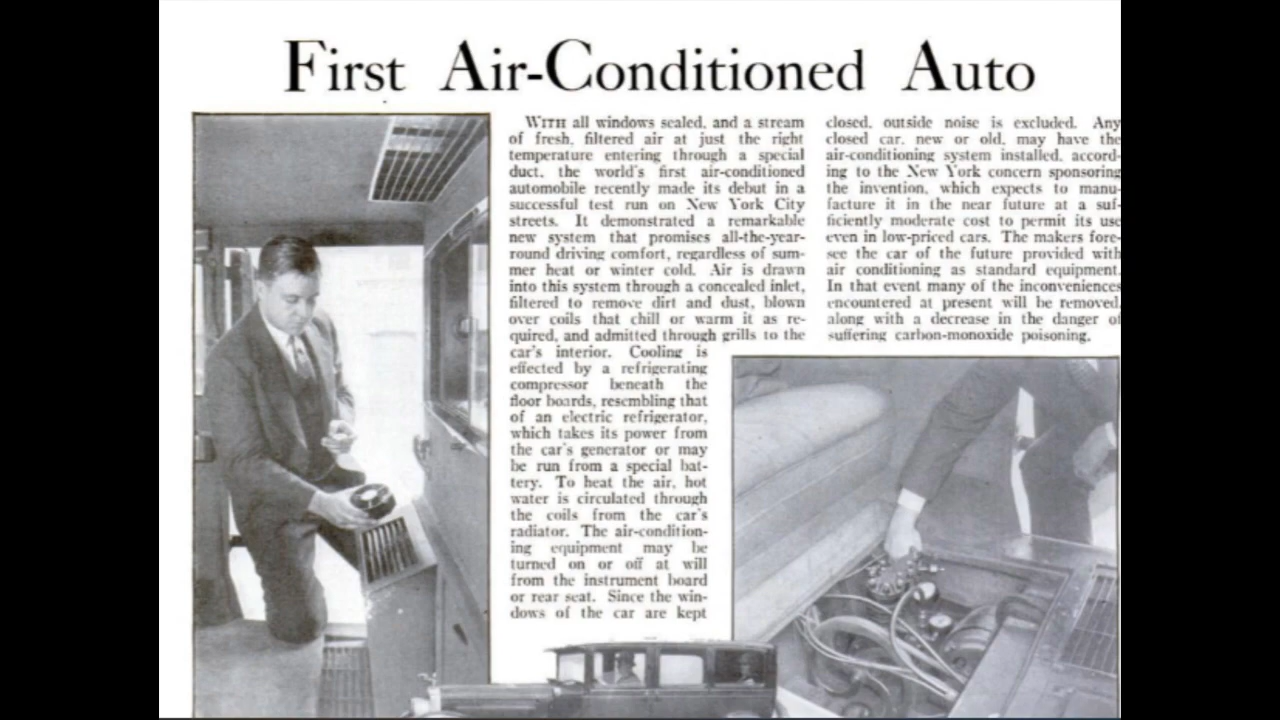 First Air-Conditioned Auto
WITH all windows sealed, and a stream
of fresh, filtered air at just the right
temperature entering through a special
duct, the world's first air-conditioned
automobile recently made its debut in a
successful test run on New York City
streets. It demonstrated a remarkable
new system that promises all-the-year-
round driving comfort, regardless of sum-
mer heat or winter cold. Air is drawn
into this system through a concealed inlet,
filtered to remove dirt and dust, blown
over coils that chill or warm it as re-
quired, and admitted through grills to the
car's interior. Cooling is
effected by a refrigerating
compressor beneath the
floor boards, resembling that
of an electric refrigerator,
which takes its power from
the car's generator or may
be run from a special bat-
tery. To heat the air, hot
water is circulated through
the coils from the car's
radiator. The air-condition-
ing equipment may be
turned on or off at will
from the instrument board
or rear seat. Since the win-
dows of the car are kept
closed, outside noise is excluded. Any
closed car, new or old, may have the
air-conditioning system installed, accord-
ing to the New York concern sponsoring
the invention, which expects to manu-
facture it in the near future at a suf-
ficiently moderate cost to permit its use
even in low-priced cars. The makers fore-
see the car of the future provided with
air conditioning as standard equipment.
In that event many of the inconveniences
encountered at present will be removed,
along with a decrease in the danger of
suffering carbon-monoxide poisoning.